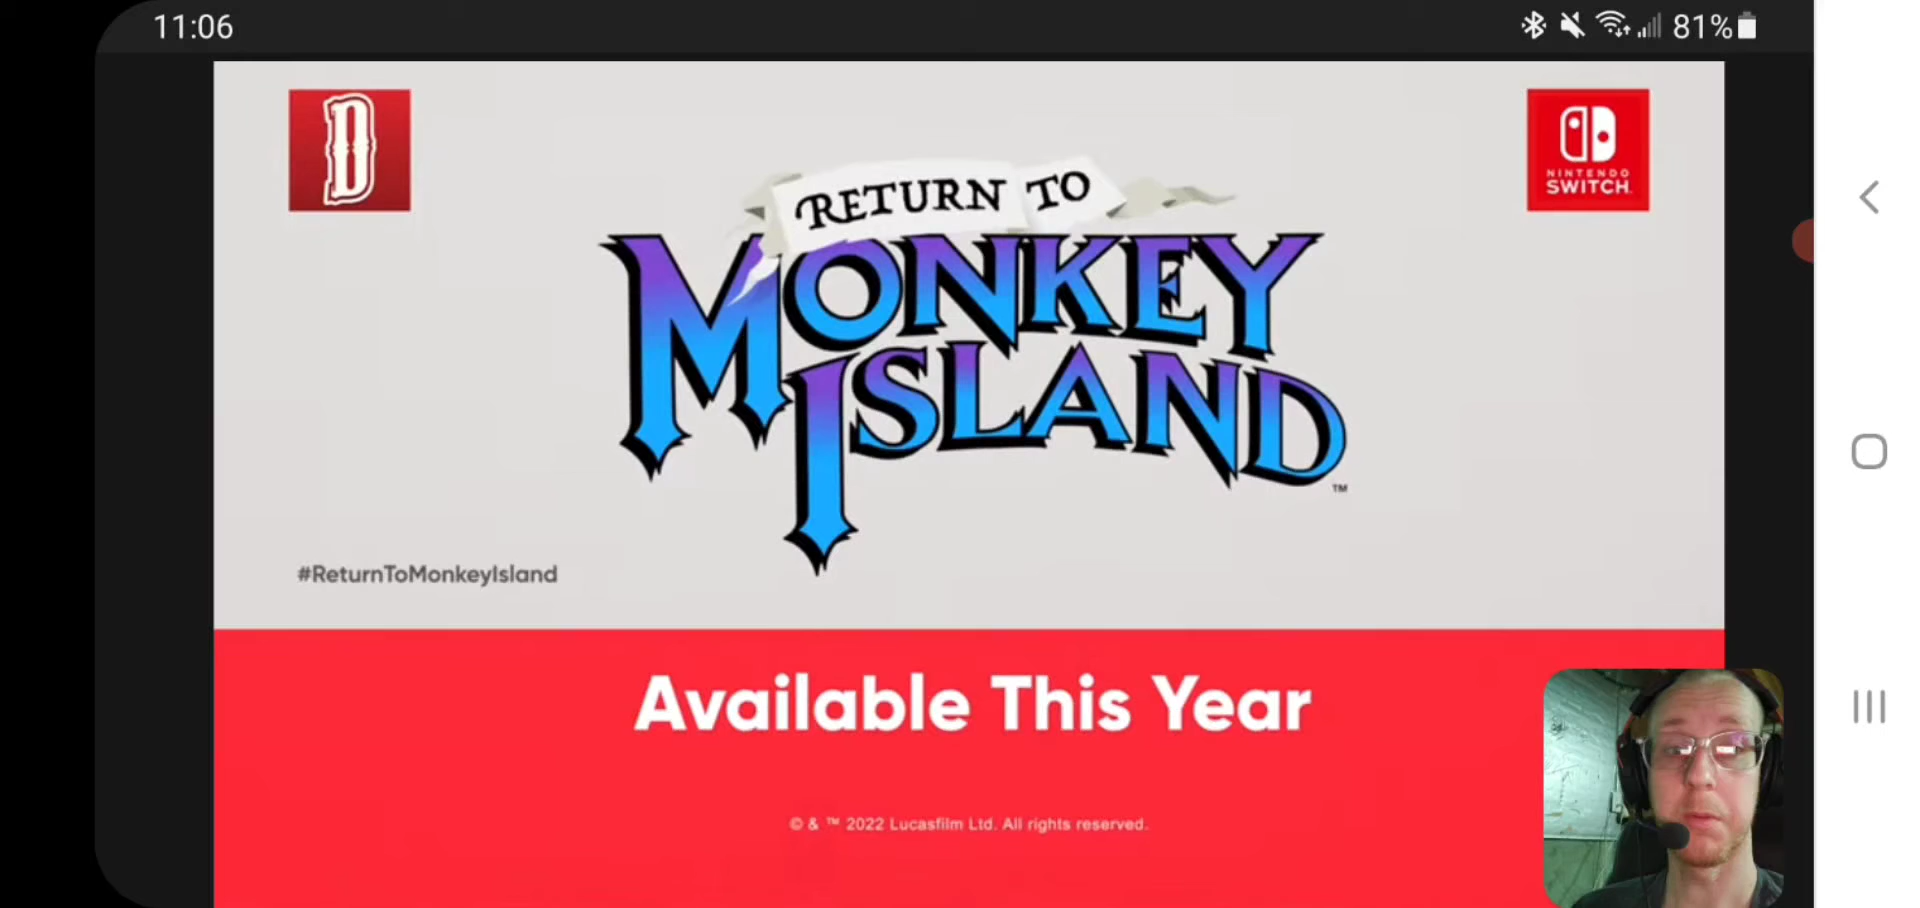 11:06
81%
D
NINTENDO
SWITCH
RETURN TO
MONKEY
ISLAND
™
#ReturnToMonkeyIsland
Available This Year
© & ™ 2022 Lucasfilm Ltd. All rights reserved.